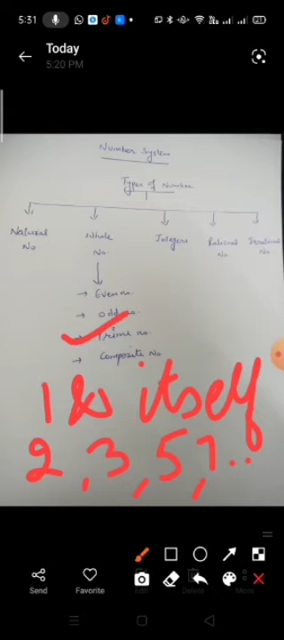 5:31
Today
5:20 PM
Number System
Types of Number
Natural No
Whole No.
Integers
Rational No
Irrational No.
→ Even no.
→ odd no.
→ Prime no.
→ Composite No
1 & itself
2, 3, 5, 7..
Send
Favorite
Edit
Delete
More